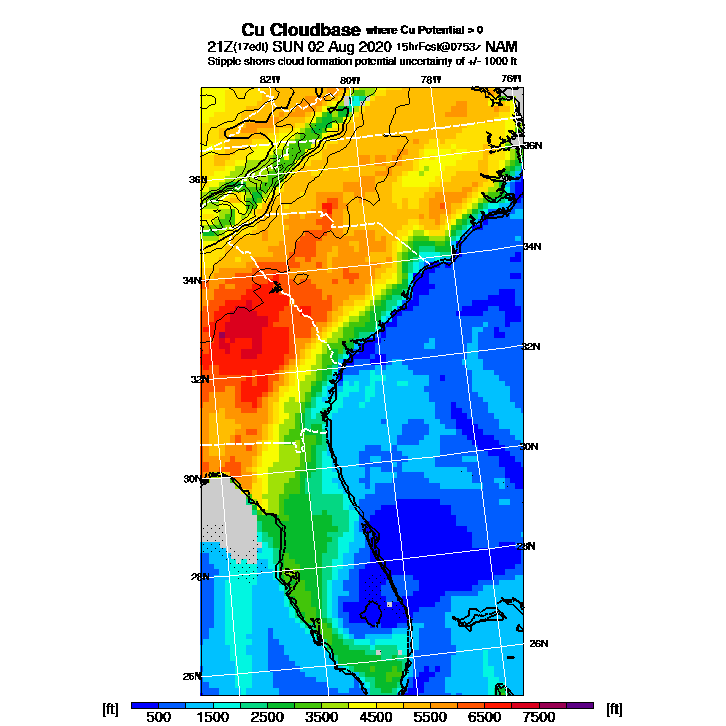 Cu Cloudbase where Cu Potential > 0
21Z(17edt) SUN 02 Aug 2020 15hrFcst@0753z NAM
Stipple shows cloud formation potential uncertainty of +/- 1000 ft
82W 80W 78W 76W
36N
36N
34N
34N
32N
32N
30N
30N
28N
28N
26N
26N
[ft] 500 1500 2500 3500 4500 5500 6500 7500 [ft]